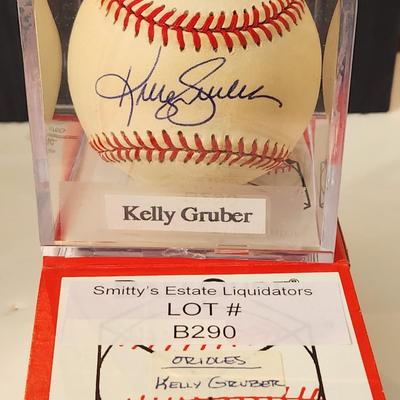 Kelly Gruber
Kelly Gruber
Smitty's Estate Liquidators
LOT #
B290
ORIOLES
KELLY GRUBER